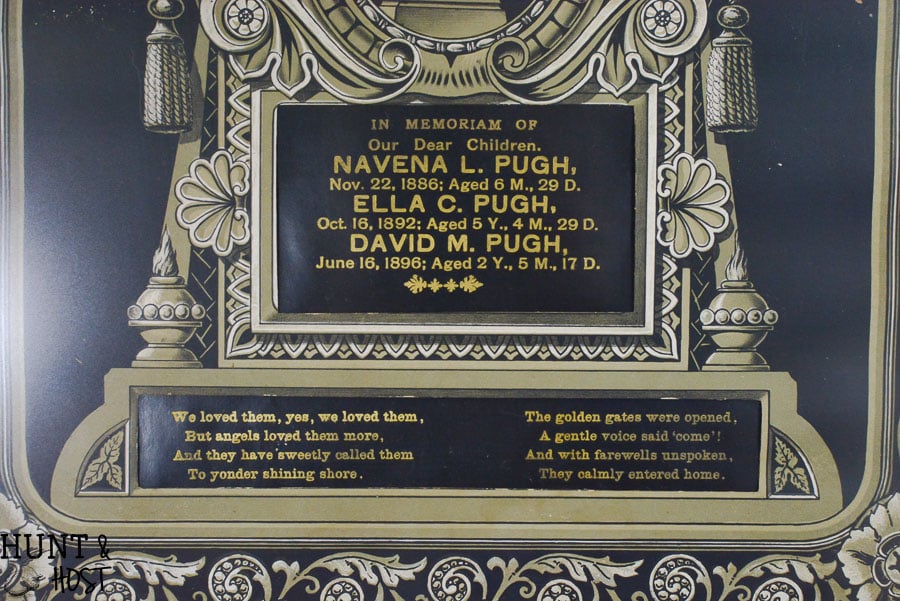 IN MEMORIAM OF
Our Dear Children.
NAVENA L. PUGH,
Nov. 22, 1886; Aged 6 M., 29 D.
ELLA C. PUGH,
Oct. 16, 1892; Aged 5 Y., 4 M., 29 D.
DAVID M. PUGH,
June 16, 1896; Aged 2 Y., 5 M., 17 D.
We loved them, yes, we loved them,
But angels loved them more,
And they have sweetly called them
To yonder shining shore.
The golden gates were opened,
A gentle voice said 'come'!
And with farewells unspoken,
They calmly entered home.
HUNT &
HOST